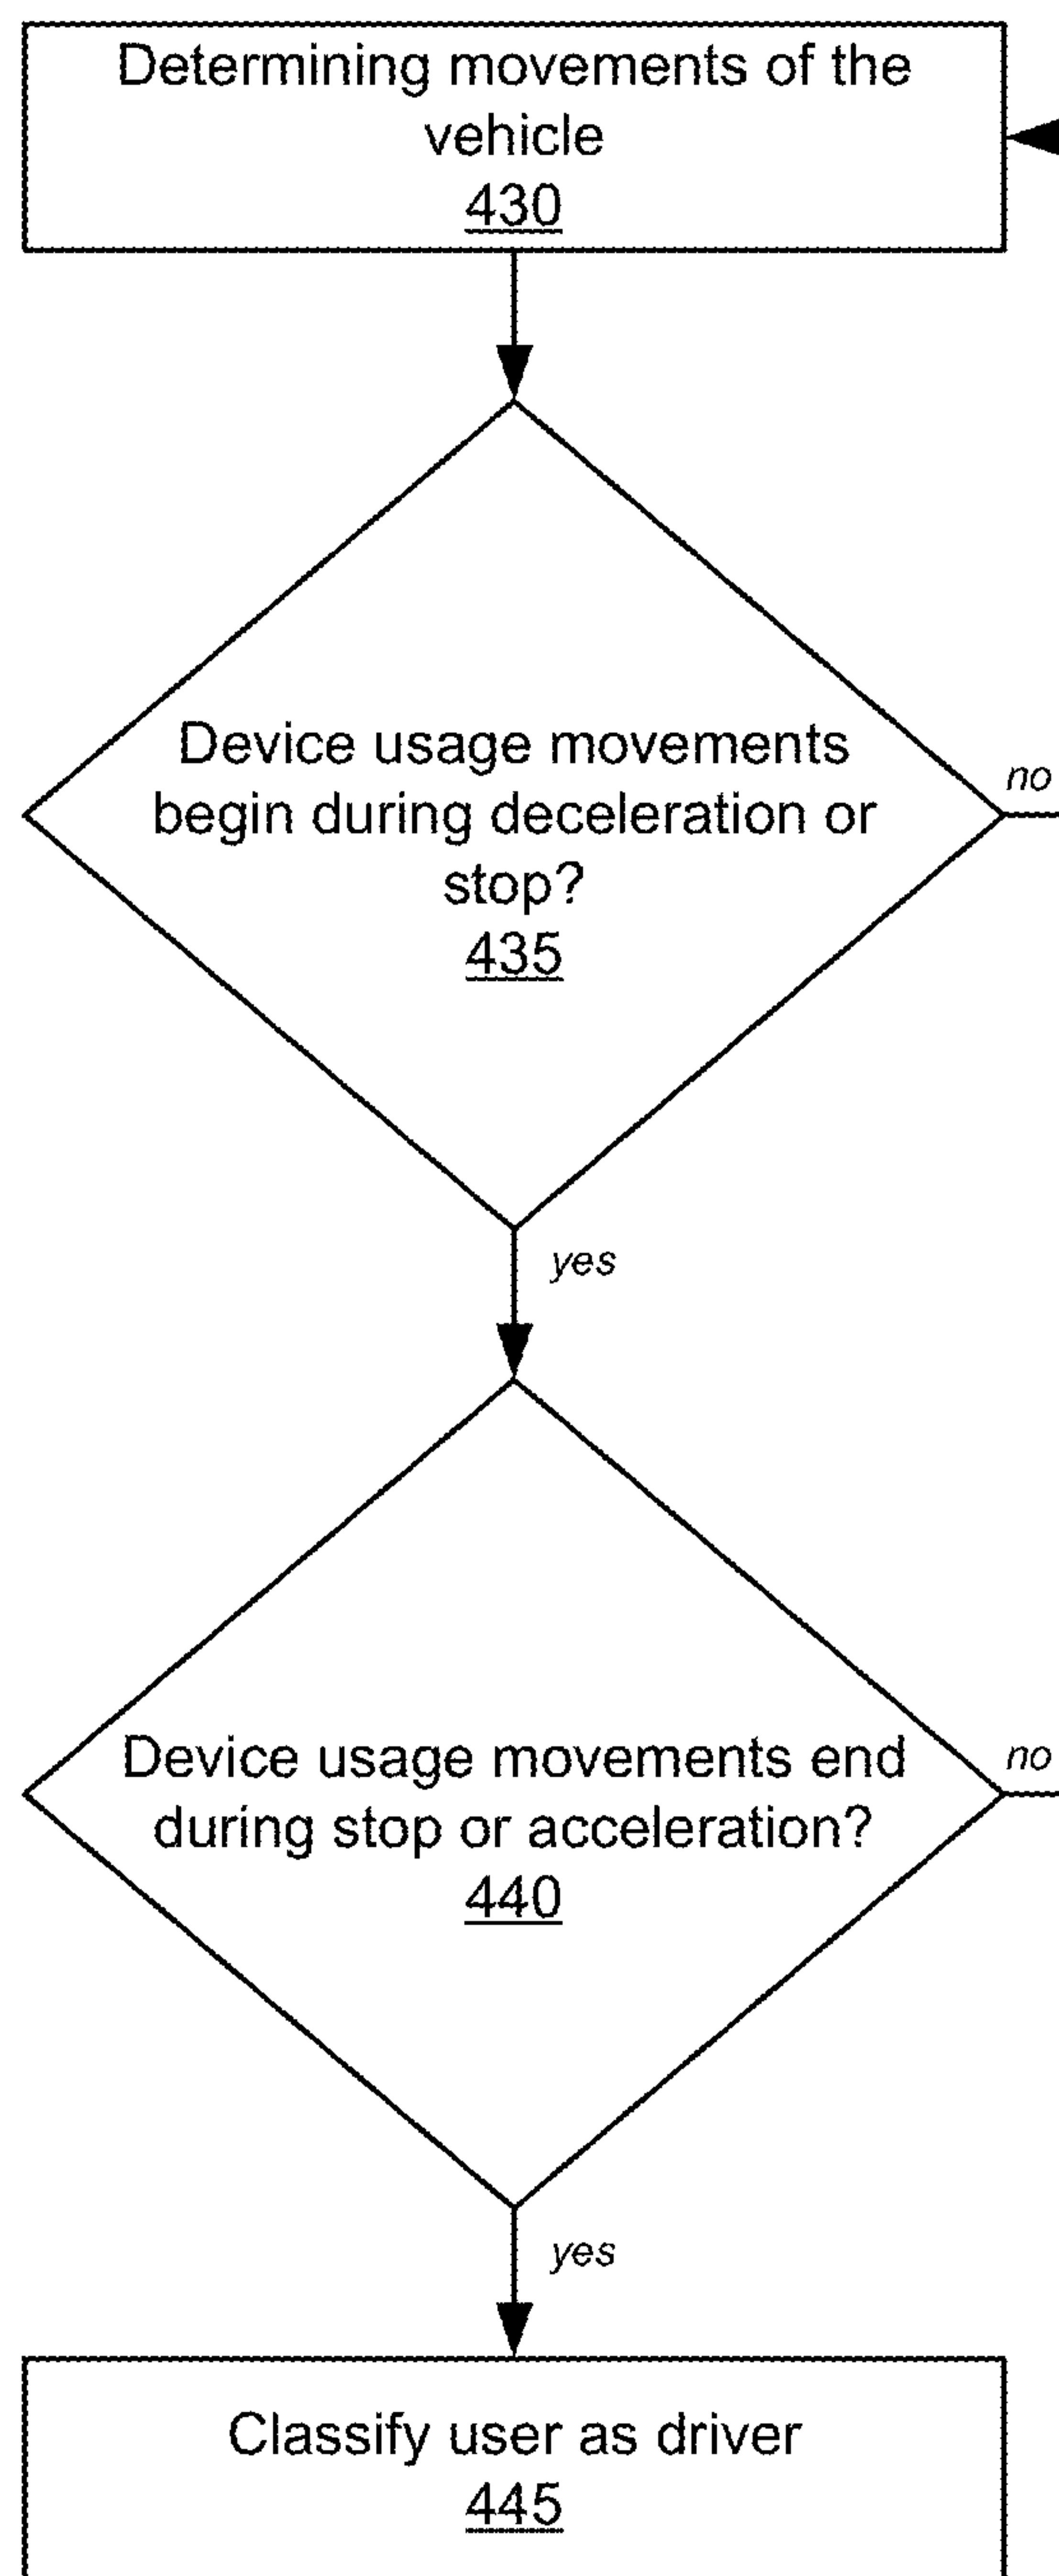 Determining movements of the
vehicle
430
Device usage movements
begin during deceleration or
stop?
435
no
yes
Device usage movements end
during stop or acceleration?
440
no
yes
Classify user as driver
445